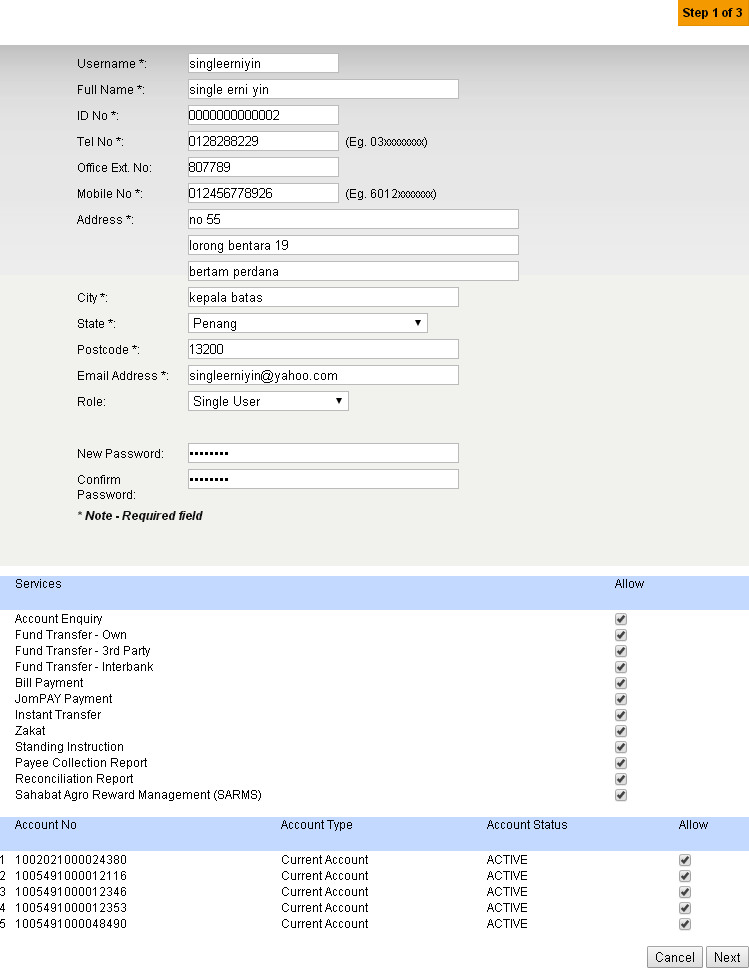 Step 1 of 3
Username *: singleerniyin
Full Name *: single erni yin
ID No *: 0000000000002
Tel No *: 0128288229 (Eg. 03xxxxxxxx)
Office Ext. No: 807789
Mobile No *: 012456778926 (Eg. 6012xxxxxxx)
Address *: no 55
lorong bentara 19
bertam perdana
City *: kepala batas
State *: Penang
Postcode *: 13200
Email Address *: singleerniyin@yahoo.com
Role: Single User
New Password: ••••••••
Confirm
Password: ••••••••
* Note - Required field
Services Allow
Account Enquiry
Fund Transfer - Own
Fund Transfer - 3rd Party
Fund Transfer - Interbank
Bill Payment
JomPAY Payment
Instant Transfer
Zakat
Standing Instruction
Payee Collection Report
Reconciliation Report
Sahabat Agro Reward Management (SARMS)
Account No Account Type Account Status Allow
1 1002021000024380 Current Account ACTIVE
2 1005491000012116 Current Account ACTIVE
3 1005491000012346 Current Account ACTIVE
4 1005491000012353 Current Account ACTIVE
5 1005491000048490 Current Account ACTIVE
Cancel Next